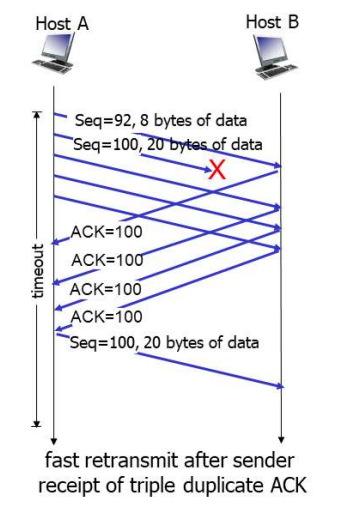 Host A
Host B
Seq=92, 8 bytes of data
Seq=100, 20 bytes of data
X
ACK=100
ACK=100
timeout
ACK=100
ACK=100
Seq=100, 20 bytes of data
fast retransmit after sender
receipt of triple duplicate ACK